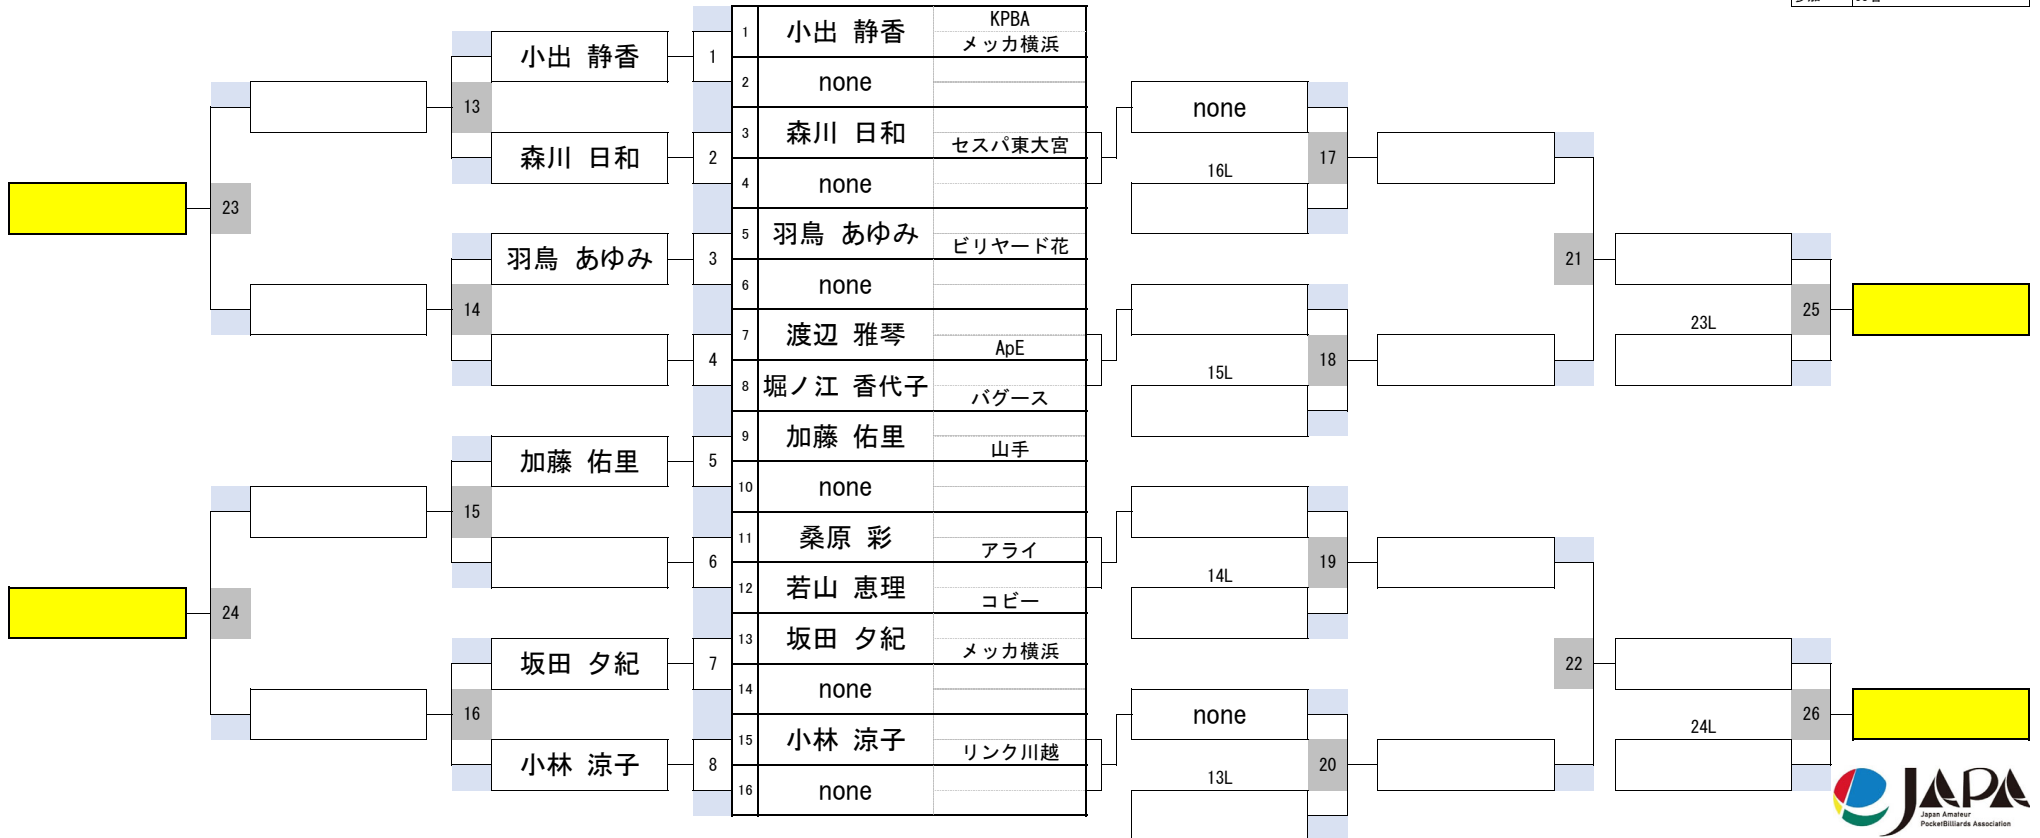 小出 静香
13
森川 日和
23
羽鳥 あゆみ
14
加藤 佑里
15
24
坂田 夕紀
16
小林 涼子
1
2
3
4
5
6
7
8
1 小出 静香 KPBA メッカ横浜
2 none
3 森川 日和 セスパ東大宮
4 none
5 羽鳥 あゆみ ビリヤード花
6 none
7 渡辺 雅琴 ApE
8 堀ノ江 香代子 バグース
9 加藤 佑里 山手
10 none
11 桑原 彩 アライ
12 若山 恵理 コビー
13 坂田 夕紀 メッカ横浜
14 none
15 小林 涼子 リンク川越
16 none
none
17
16L
21
18
15L
25
23L
19
14L
22
none
20
13L
26
24L
JAPA
Japan Amateur
PocketBilliards Association